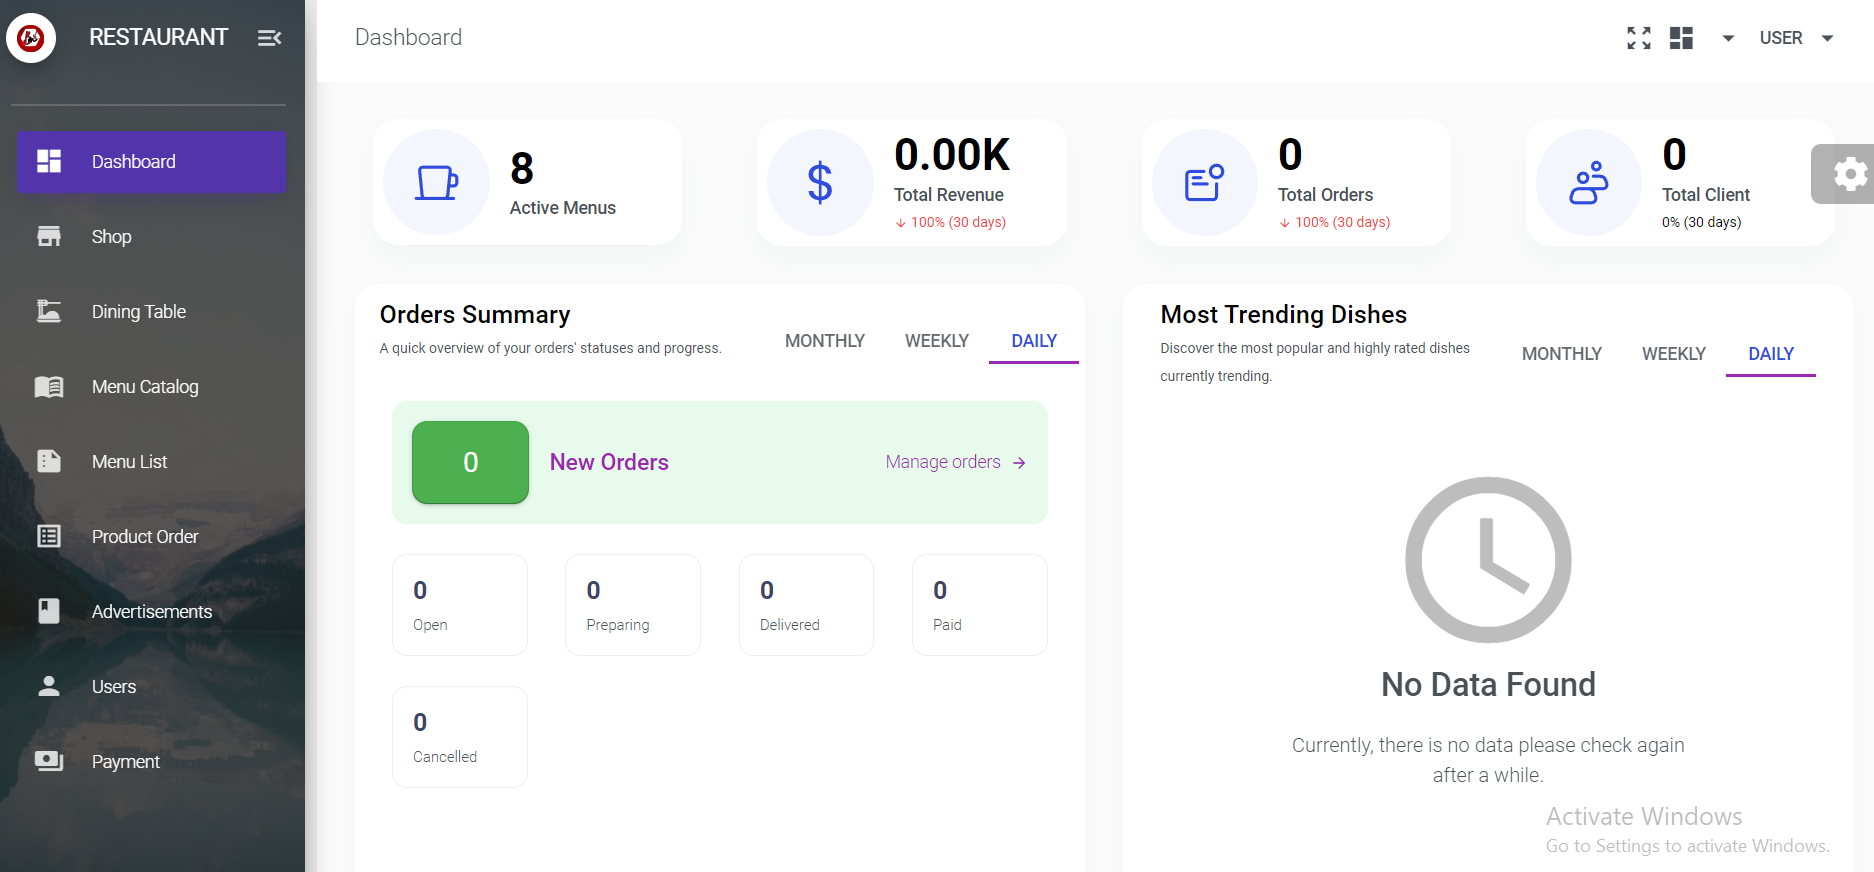 RESTAURANT
Dashboard
Shop
Dining Table
Menu Catalog
Menu List
Product Order
Advertisements
Users
Payment
Dashboard
USER
8
Active Menus
0.00K
Total Revenue
↓ 100% (30 days)
0
Total Orders
↓ 100% (30 days)
0
Total Client
0% (30 days)
Orders Summary
A quick overview of your orders' statuses and progress.
MONTHLY WEEKLY DAILY
0 New Orders Manage orders →
0
Open
0
Preparing
0
Delivered
0
Paid
0
Cancelled
Most Trending Dishes
Discover the most popular and highly rated dishes
currently trending.
MONTHLY WEEKLY DAILY
No Data Found
Currently, there is no data please check again
after a while.
Activate Windows
Go to Settings to activate Windows.